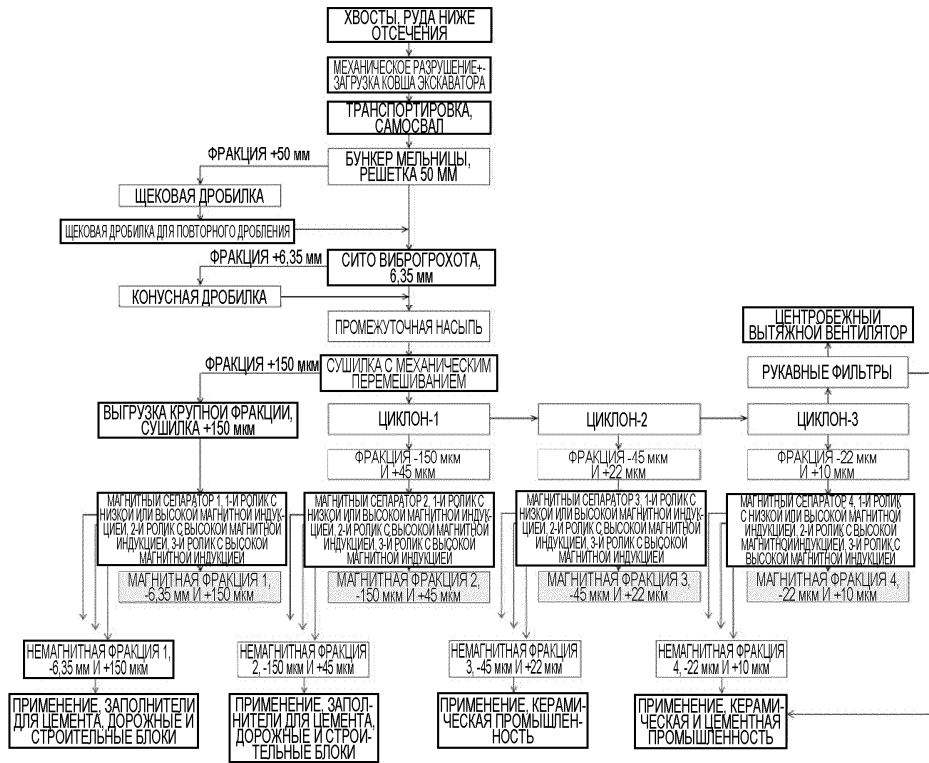 ХВОСТЫ, РУДА НИЖЕ
ОТСЕЧЕНИЯ
МЕХАНИЧЕСКОЕ РАЗРУШЕНИЕ+-
ЗАГРУЗКА КОВША ЭКСКАВАТОРА
ТРАНСПОРТИРОВКА,
САМОСВАЛ
ФРАКЦИЯ +50 мм
БУНКЕР МЕЛЬНИЦЫ,
РЕШЕТКА 50 ММ
ЩЕКОВАЯ ДРОБИЛКА
ЩЕКОВАЯ ДРОБИЛКА ДЛЯ ПОВТОРНОГО ДРОБЛЕНИЯ
ФРАКЦИЯ +6,35 мм
СИТО ВИБРОГРОХОТА,
6,35 мм
КОНУСНАЯ ДРОБИЛКА
ПРОМЕЖУТОЧНАЯ НАСЫПЬ
ЦЕНТРОБЕЖНЫЙ
ВЫТЯЖНОЙ ВЕНТИЛЯТОР
ФРАКЦИЯ +150 мкм
СУШИЛКА С МЕХАНИЧЕСКИМ
ПЕРЕМЕШИВАНИЕМ
РУКАВНЫЕ ФИЛЬТРЫ
ВЫГРУЗКА КРУПНОЙ ФРАКЦИИ,
СУШИЛКА +150 мкм
ЦИКЛОН-1
ЦИКЛОН-2
ЦИКЛОН-3
ФРАКЦИЯ -150 мкм
И +45 мкм
ФРАКЦИЯ -45 мкм
И +22 мкм
ФРАКЦИЯ -22 мкм
И +10 мкм
МАГНИТНЫЙ СЕПАРАТОР 1, 1-Й РОЛИК С
НИЗКОЙ ИЛИ ВЫСОКОЙ МАГНИТНОЙ ИНДУК-
ЦИЕЙ, 2-Й РОЛИК С ВЫСОКОЙ МАГНИТНОЙ
ИНДУКЦИЕЙ, 3-Й РОЛИК С ВЫСОКОЙ
МАГНИТНОЙ ИНДУКЦИЕЙ
МАГНИТНЫЙ СЕПАРАТОР 2, 1-Й РОЛИК С
НИЗКОЙ ИЛИ ВЫСОКОЙ МАГНИТНОЙ ИНДУК-
ЦИЕЙ, 2-Й РОЛИК С ВЫСОКОЙ МАГНИТНОЙ
ИНДУКЦИЕЙ, 3-Й РОЛИК С ВЫСОКОЙ
МАГНИТНОЙ ИНДУКЦИЕЙ
МАГНИТНЫЙ СЕПАРАТОР 3, 1-Й РОЛИК С
НИЗКОЙ ИЛИ ВЫСОКОЙ МАГНИТНОЙ ИНДУК-
ЦИЕЙ, 2-Й РОЛИК С ВЫСОКОЙ МАГНИТНОЙ
ИНДУКЦИЕЙ, 3-Й РОЛИК С ВЫСОКОЙ
МАГНИТНОЙ ИНДУКЦИЕЙ
МАГНИТНЫЙ СЕПАРАТОР 4, 1-Й РОЛИК
С НИЗКОЙ ИЛИ ВЫСОКОЙ МАГНИТНОЙ
ИНДУКЦИЕЙ, 2-Й РОЛИК С ВЫСОКОЙ
МАГНИТНОЙИНДУКЦИЕЙ, 3-Й РОЛИК С
ВЫСОКОЙ МАГНИТНОЙ ИНДУКЦИЕЙ
МАГНИТНАЯ ФРАКЦИЯ 1,
-6,35 мм И +150 мкм
МАГНИТНАЯ ФРАКЦИЯ 2,
-150 мкм И +45 мкм
МАГНИТНАЯ ФРАКЦИЯ 3,
-45 мкм И +22 мкм
МАГНИТНАЯ ФРАКЦИЯ 4,
-22 мкм И +10 мкм
НЕМАГНИТНАЯ ФРАКЦИЯ 1,
-6,35 мм И +150 мкм
НЕМАГНИТНАЯ ФРАКЦИЯ
2, -150 мкм И +45 мкм
НЕМАГНИТНАЯ ФРАКЦИЯ
3, -45 мкм И +22 мкм
НЕМАГНИТНАЯ ФРАКЦИЯ
4, -22 мкм И +10 мкм
ПРИМЕНЕНИЕ, ЗАПОЛНИТЕЛИ
ДЛЯ ЦЕМЕНТА, ДОРОЖНЫЕ И
СТРОИТЕЛЬНЫЕ БЛОКИ
ПРИМЕНЕНИЕ, ЗАПОЛ-
НИТЕЛИ ДЛЯ ЦЕМЕНТА,
ДОРОЖНЫЕ И СТРОИ-
ТЕЛЬНЫЕ БЛОКИ
ПРИМЕНЕНИЕ, КЕРАМИ-
ЧЕСКАЯ ПРОМЫШЛЕН-
НОСТЬ
ПРИМЕНЕНИЕ, КЕРАМИ-
ЧЕСКАЯ И ЦЕМЕНТНАЯ
ПРОМЫШЛЕННОСТЬ